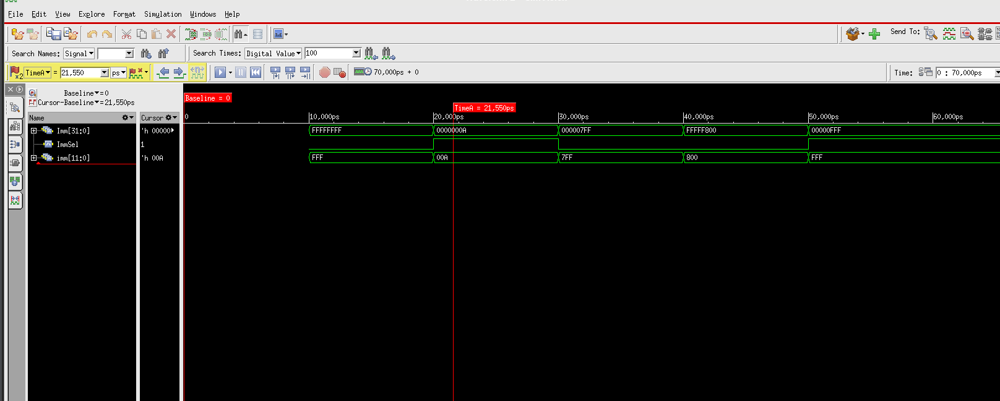 File Edit View Explore Format Simulation Windows Help
Send To:
Search Names: Signal Search Times: Digital Value 100
x2 TimeA = 21,550 ps 70,000ps + 0 Time: 0 : 70,000ps
Baseline = 0
Cursor-Baseline = 21,550ps
Baseline = 0
TimeA = 21,550ps
Name Cursor 0 10,000ps 20,000ps 30,000ps 40,000ps 50,000ps 60,000ps
Imm[31:0] 'h 00000 FFFFFFFF 0000000A 000007FF FFFFF800 00000FFF
ImmSel 1
imm[11:0] 'h 00A FFF 00A 7FF 800 FFF